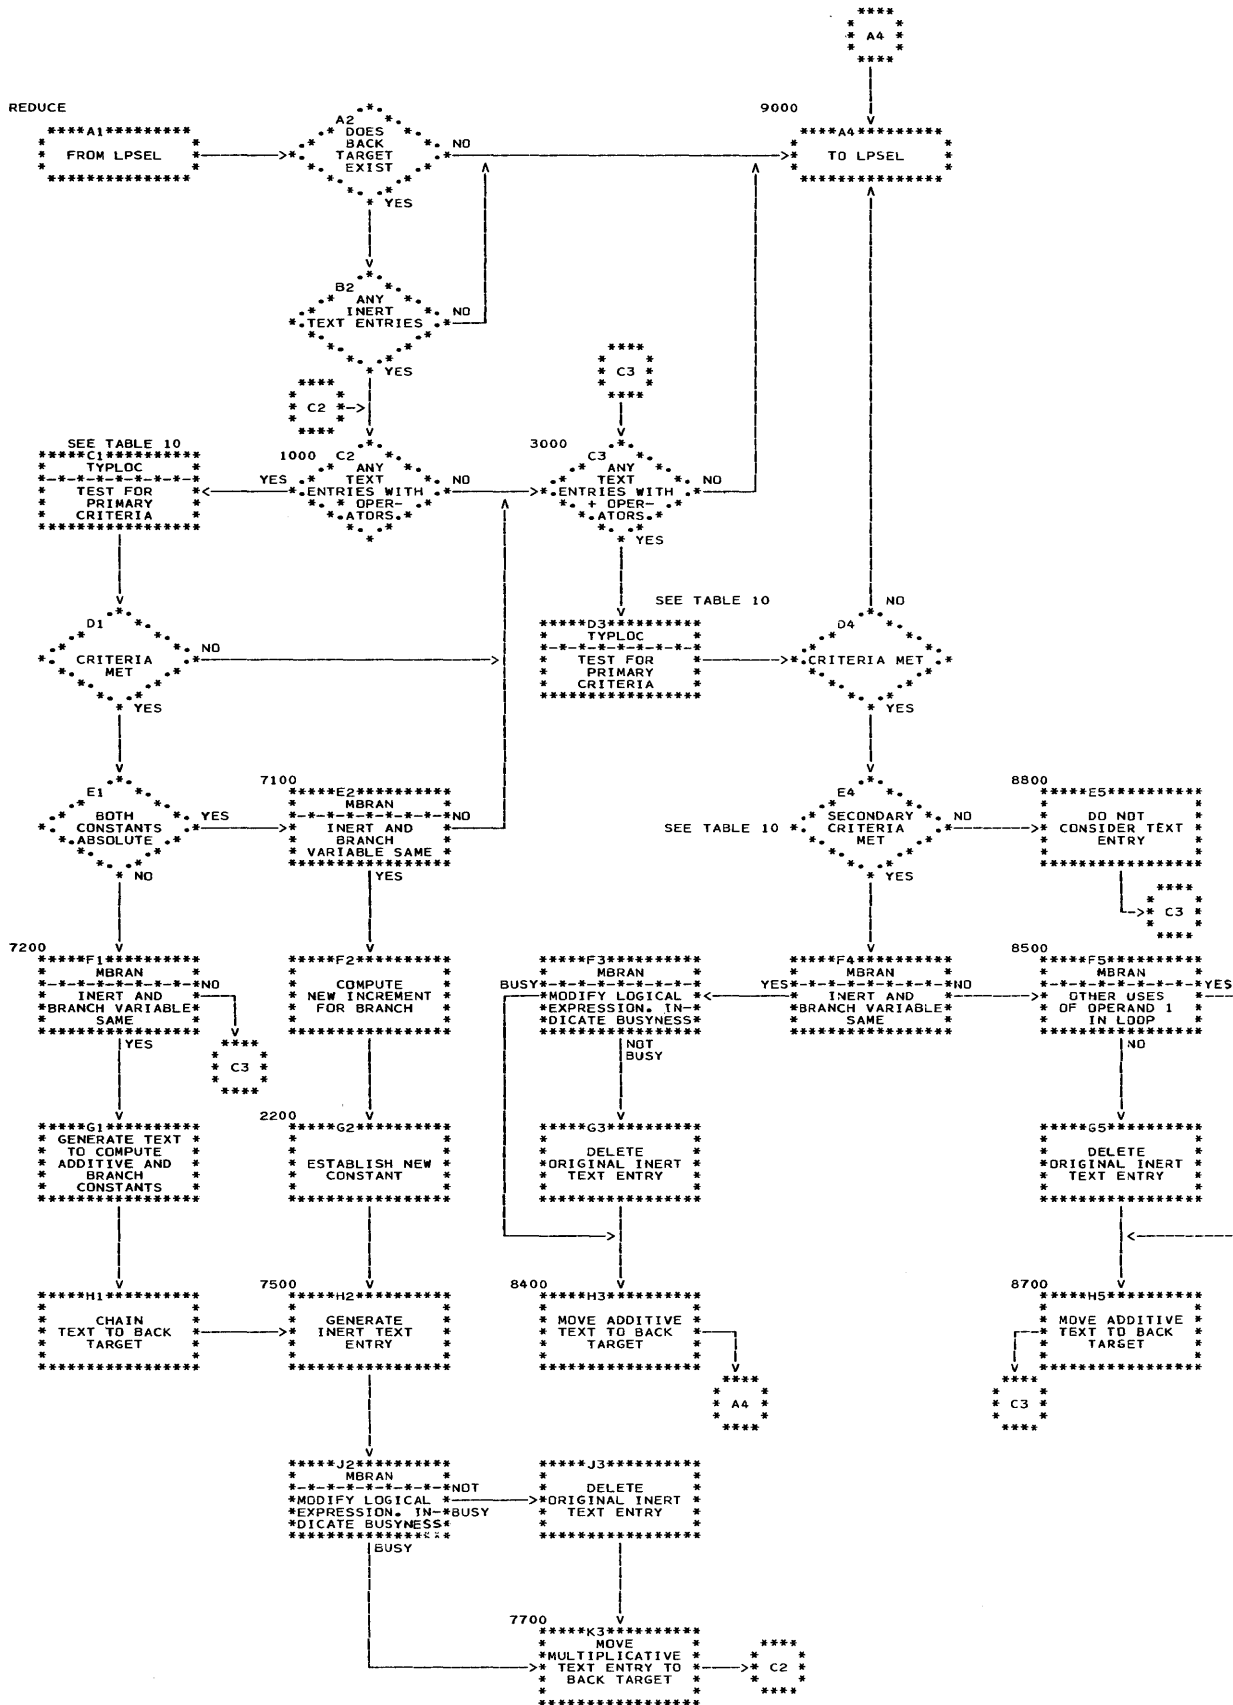 A4
REDUCE
9000
A1
FROM LPSEL
A2
DOES
BACK
TARGET
EXIST
NO
YES
A4
TO LPSEL
B2
ANY
INERT
TEXT ENTRIES
NO
YES
C2
C3
SEE TABLE 10
C1
TYPLOC
TEST FOR
PRIMARY
CRITERIA
YES
1000
C2
ANY
TEXT
ENTRIES WITH
* OPER-
ATORS
NO
3000
C3
ANY
TEXT
ENTRIES WITH
+ OPER-
ATORS
NO
YES
SEE TABLE 10
D1
CRITERIA
MET
NO
YES
D3
TYPLOC
TEST FOR
PRIMARY
CRITERIA
D4
CRITERIA MET
NO
YES
E1
BOTH
CONSTANTS
ABSOLUTE
YES
NO
7100
E2
MBRAN
INERT AND
BRANCH
VARIABLE SAME
NO
YES
SEE TABLE 10
E4
SECONDARY
CRITERIA
MET
NO
YES
8800
E5
DO NOT
CONSIDER TEXT
ENTRY
C3
7200
F1
MBRAN
INERT AND
BRANCH VARIABLE
SAME
NO
YES
C3
F2
COMPUTE
NEW INCREMENT
FOR BRANCH
BUSY
F3
MBRAN
MODIFY LOGICAL
EXPRESSION. IN-
DICATE BUSYNESS
NOT
BUSY
YES
F4
MBRAN
INERT AND
BRANCH VARIABLE
SAME
NO
8500
F5
MBRAN
OTHER USES
OF OPERAND 1
IN LOOP
YES
NO
G1
GENERATE TEXT
TO COMPUTE
ADDITIVE AND
BRANCH
CONSTANTS
2200
G2
ESTABLISH NEW
CONSTANT
G3
DELETE
ORIGINAL INERT
TEXT ENTRY
G5
DELETE
ORIGINAL INERT
TEXT ENTRY
H1
CHAIN
TEXT TO BACK
TARGET
7500
H2
GENERATE
INERT TEXT
ENTRY
8400
H3
MOVE ADDITIVE
TEXT TO BACK
TARGET
A4
8700
H5
MOVE ADDITIVE
TEXT TO BACK
TARGET
C3
J2
MBRAN
MODIFY LOGICAL
EXPRESSION. IN-
DICATE BUSYNESS
NOT
BUSY
BUSY
J3
DELETE
ORIGINAL INERT
TEXT ENTRY
7700
K3
MOVE
MULTIPLICATIVE
TEXT ENTRY TO
BACK TARGET
C2